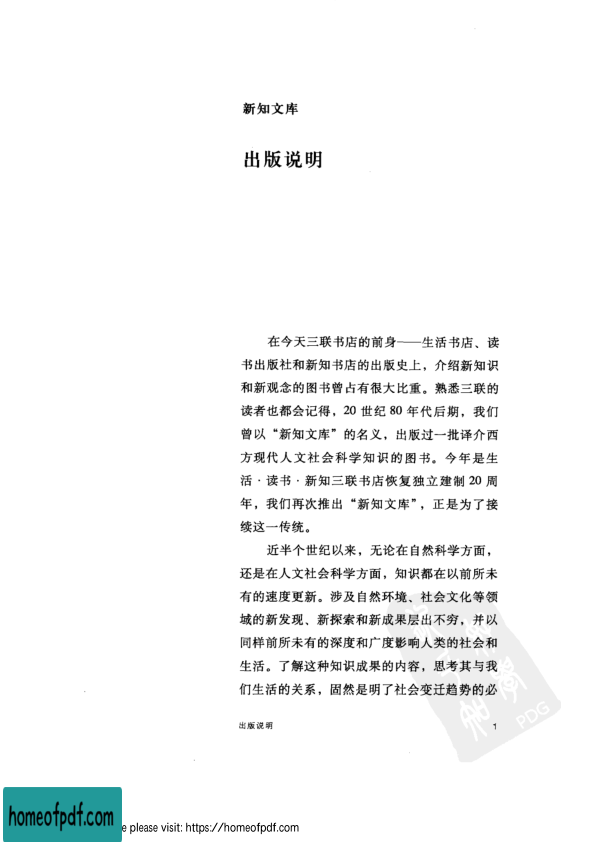 新知文库
出版说明
在今天三联书店的前身——生活书店、读
书出版社和新知书店的出版史上，介绍新知识
和新观念的图书曾占有很大比重。熟悉三联的
读者也都会记得，20 世纪 80 年代后期，我们
曾以“新知文库”的名义，出版过一批译介西
方现代人文社会科学知识的图书。今年是生
活·读书·新知三联书店恢复独立建制 20 周
年，我们再次推出“新知文库”，正是为了接
续这一传统。
近半个世纪以来，无论在自然科学方面，
还是在人文社会科学方面，知识都在以前所未
有的速度更新。涉及自然环境、社会文化等领
域的新发现、新探索和新成果层出不穷，并以
同样前所未有的深度和广度影响人类的社会和
生活。了解这种知识成果的内容，思考其与我
们生活的关系，固然是明了社会变迁趋势的必
PDG
出版说明 1
homeofpdf.com
e please visit: https://homeofpdf.com